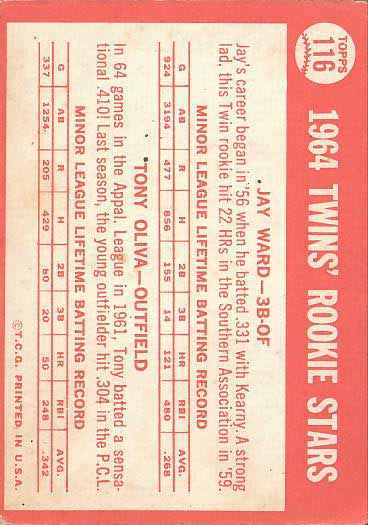 TOPPS
116
1964 TWINS' ROOKIE STARS
JAY WARD—3B-OF
Jay's career began in '56 when he batted .331 with Kearny. A strong
lad, this Twin rookie hit 22 HRs in the Southern Association in '59.
MINOR LEAGUE LIFETIME BATTING RECORD
G AB R H 2B 3B HR RBI AVG.
924 3194 477 856 155 14 121 480 .268
TONY OLIVA—OUTFIELD
In 64 games in the Appal. League in 1961, Tony batted a sensa-
tional .410! Last season, the young outfielder hit .304 in the P.C.L.
MINOR LEAGUE LIFETIME BATTING RECORD
G AB R H 2B 3B HR RBI AVG.
337 1254 205 429 60 20 50 248 .342
©T.C.G. PRINTED IN U.S.A.